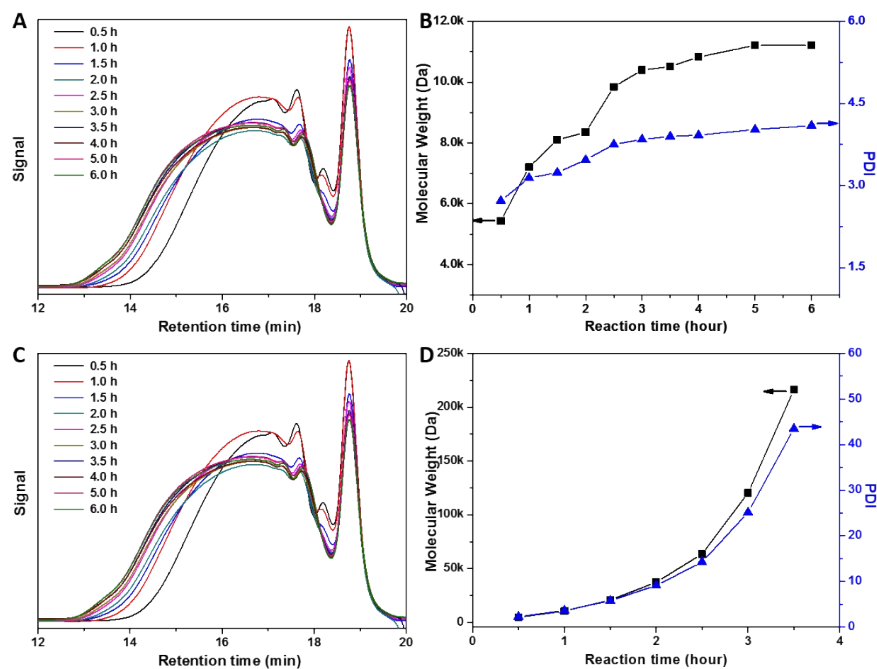 A
0.5 h
1.0 h
1.5 h
2.0 h
2.5 h
3.0 h
3.5 h
4.0 h
5.0 h
6.0 h
Signal
12 14 16 18 20
Retention time (min)
B
12.0k
10.0k
8.0k
6.0k
4.0k
Molecular Weight (Da)
6.0
4.5
3.0
1.5
PDI
0 1 2 3 4 5 6
Reaction time (hour)
C
0.5 h
1.0 h
1.5 h
2.0 h
2.5 h
3.0 h
3.5 h
4.0 h
5.0 h
6.0 h
Signal
12 14 16 18 20
Retention time (min)
D
250k
200k
150k
100k
50k
0
Molecular Weight (Da)
60
50
40
30
20
10
0
PDI
0 1 2 3 4
Reaction time (hour)